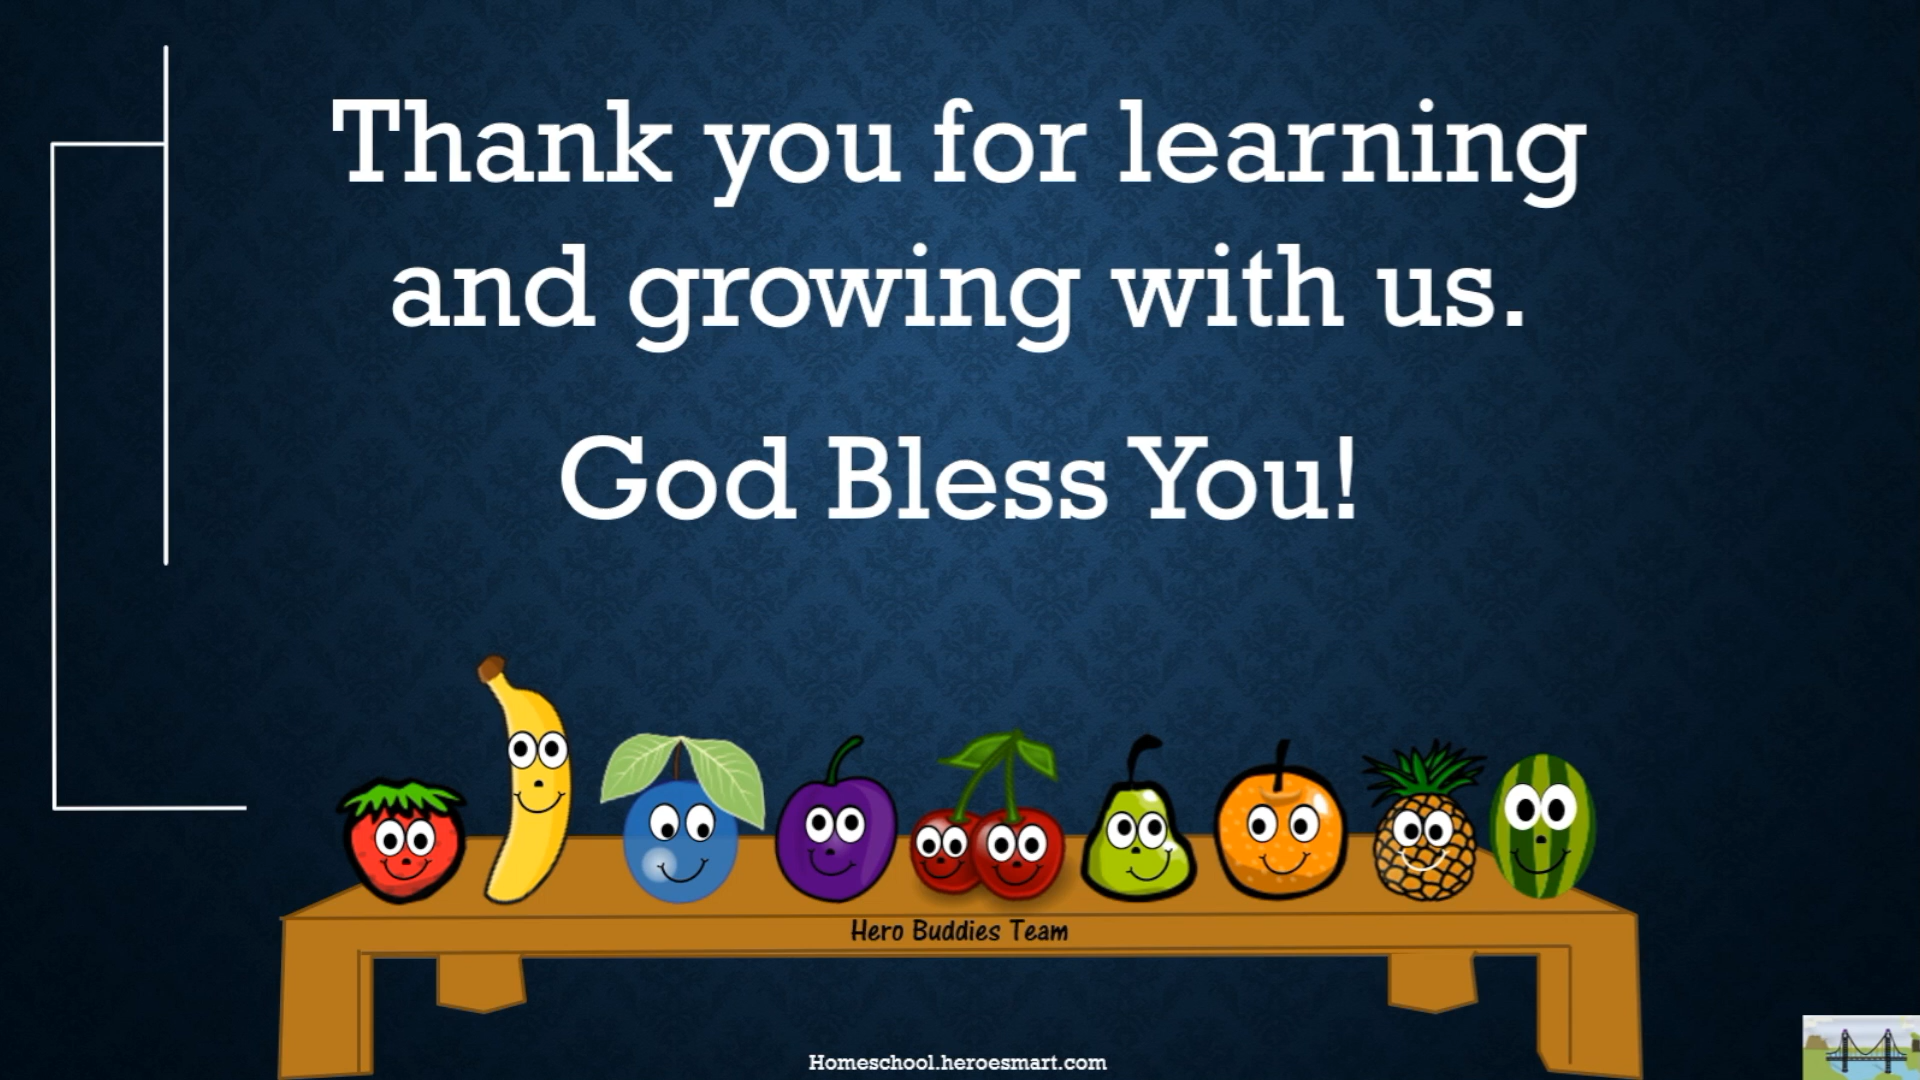 Thank you for learning
and growing with us.
God Bless You!
Hero Buddies Team
Homeschool.heroesmart.com